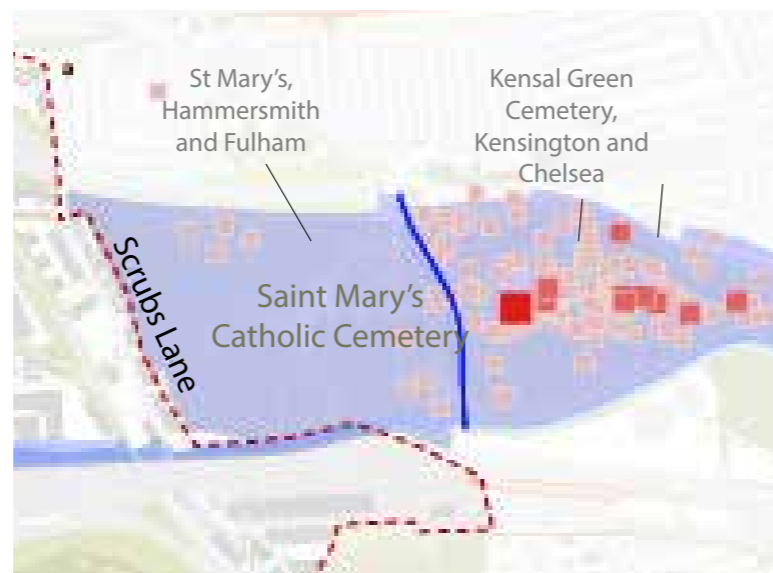 St Mary's,
Hammersmith
and Fulham
Kensal Green
Cemetery,
Kensington and
Chelsea
Scrubs Lane
Saint Mary's
Catholic Cemetery